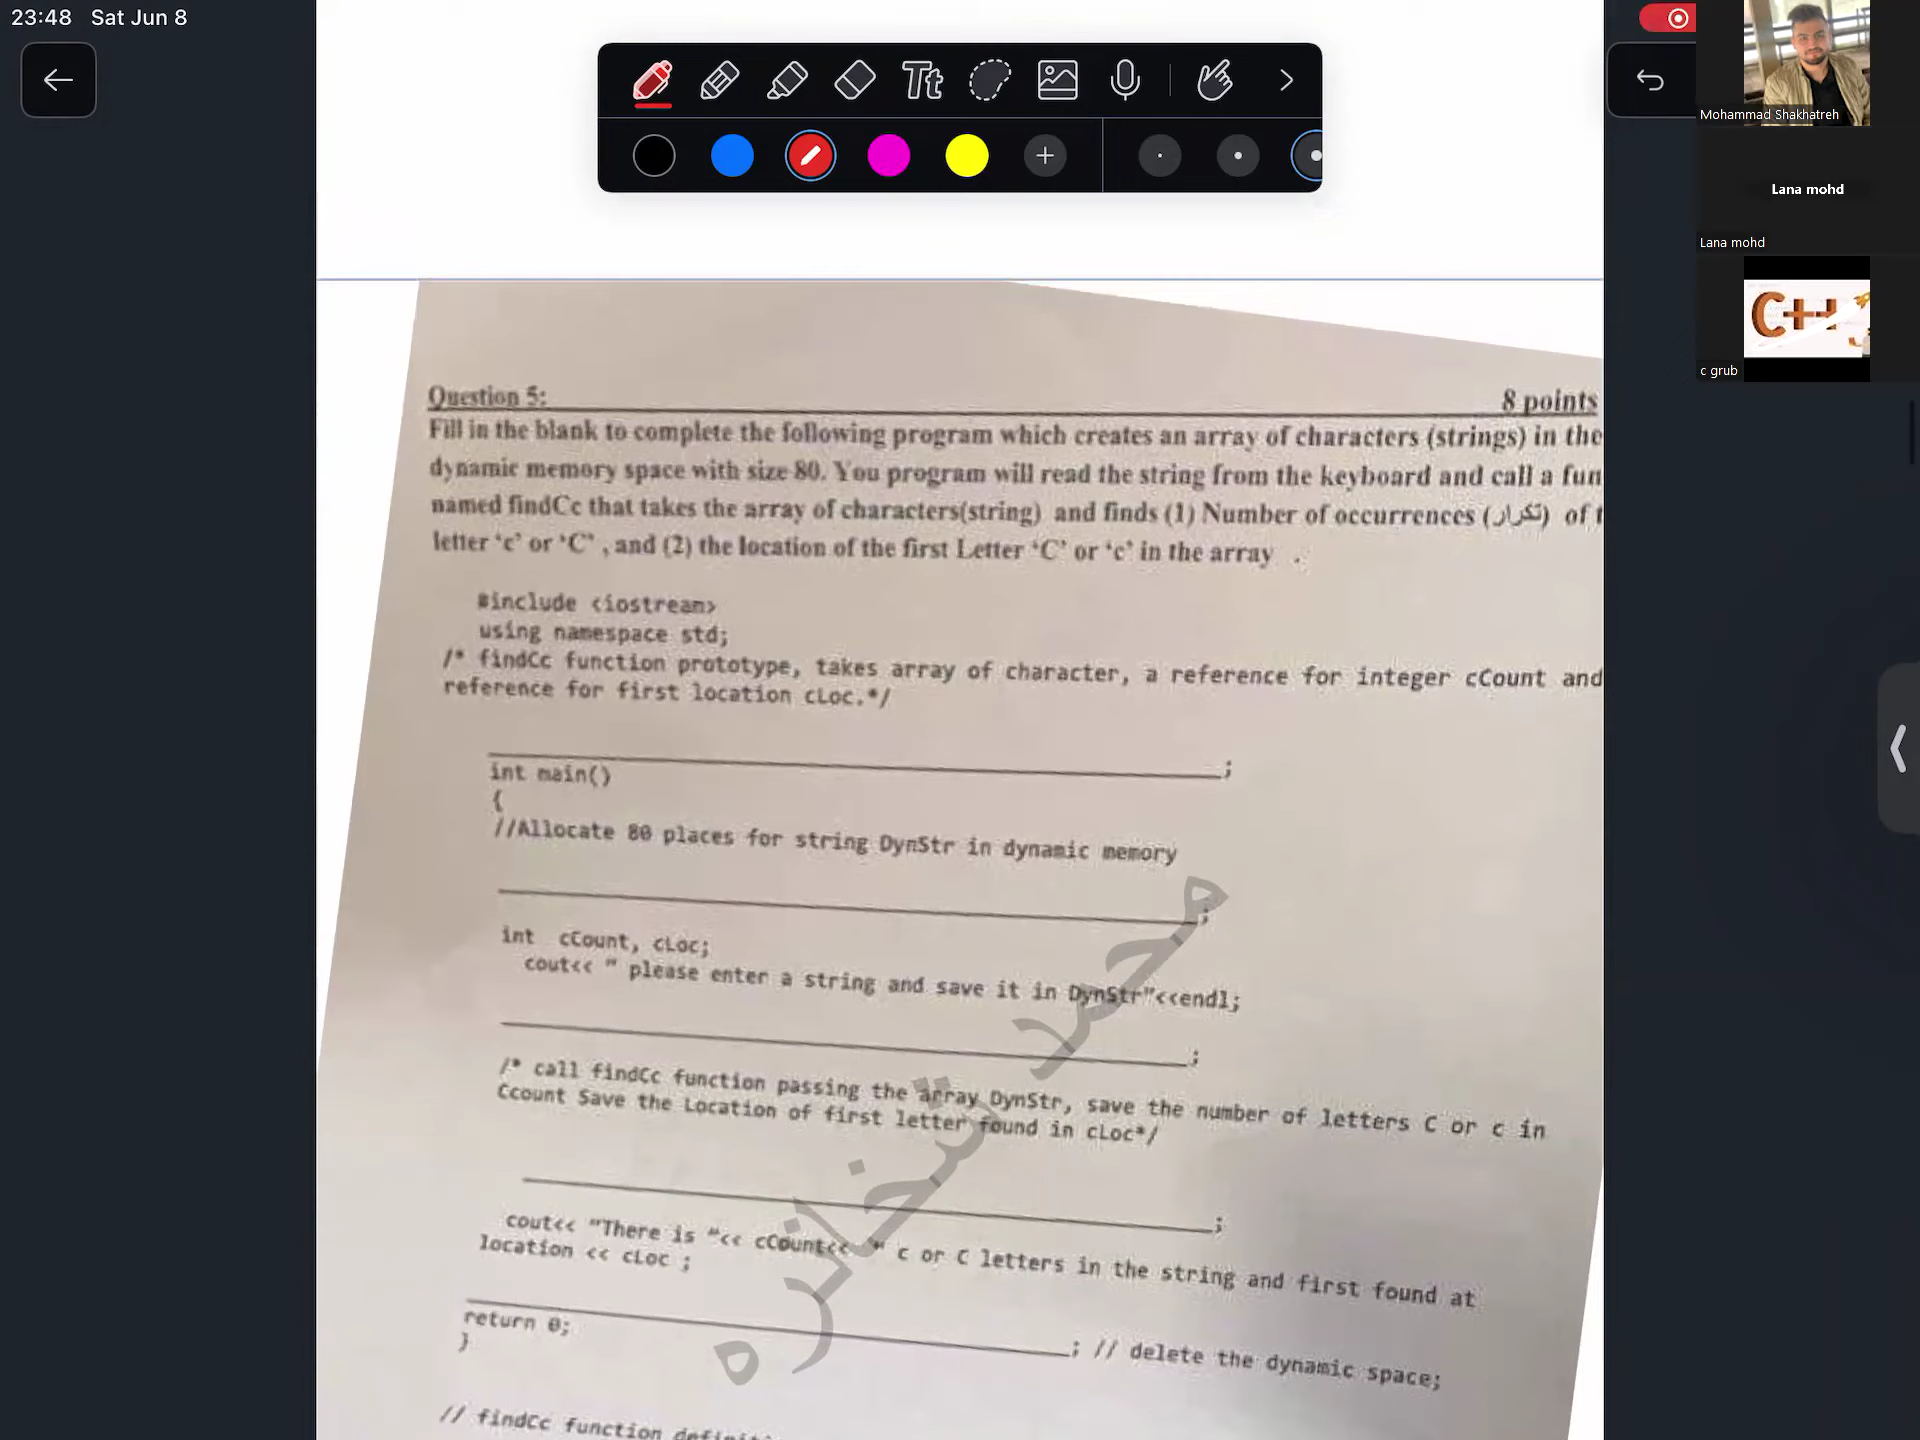 23:48 Sat Jun 8
Tt
Mohammad Shakhatreh
Lana mohd
Lana mohd
C++
c grub
Question 5:
8 points
Fill in the blank to complete the following program which creates an array of characters (strings) in the
dynamic memory space with size 80. You program will read the string from the keyboard and call a fun
named findCc that takes the array of characters(string) and finds (1) Number of occurrences (تكرار) of t
letter ‘c’ or ‘C’ , and (2) the location of the first Letter ‘C’ or ‘c’ in the array .
#include <iostream>
using namespace std;
/* findCc function prototype, takes array of character, a reference for integer cCount and
reference for first location cLoc.*/
;
int main()
{
//Allocate 80 places for string DynStr in dynamic memory
;
int cCount, cLoc;
cout<< " please enter a string and save it in DynStr"<<endl;
;
/* call findCc function passing the array DynStr, save the number of letters C or c in
Ccount Save the Location of first letter found in cLoc*/
;
cout<< "There is "<< cCount<< " c or C letters in the string and first found at
location << cLoc ;
; // delete the dynamic space;
return 0;
}
// findCc function
محمد شخاتره